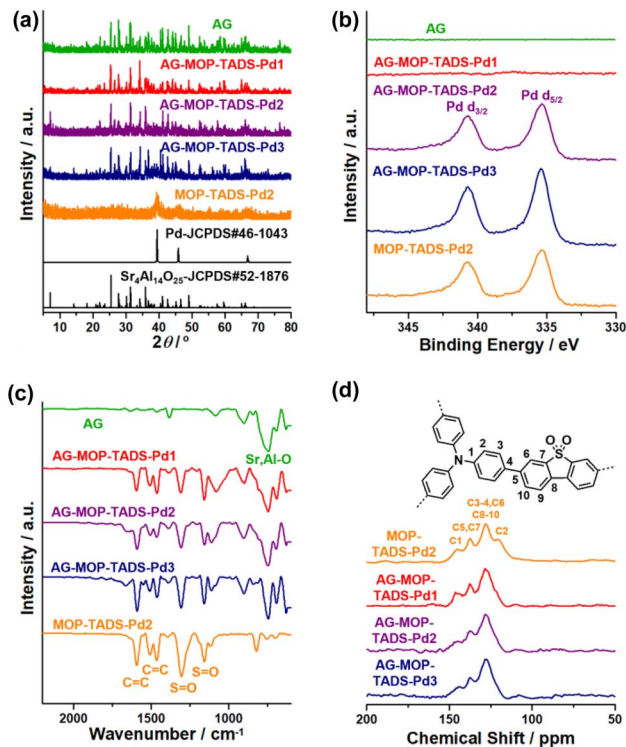 (a)
AG
AG-MOP-TADS-Pd1
AG-MOP-TADS-Pd2
AG-MOP-TADS-Pd3
MOP-TADS-Pd2
Pd-JCPDS#46-1043
Sr4Al14O25-JCPDS#52-1876
Intensity / a.u.
10 20 30 40 50 60 70 80
2θ / °
(b)
AG
AG-MOP-TADS-Pd1
AG-MOP-TADS-Pd2
Pd d3/2
Pd d5/2
AG-MOP-TADS-Pd3
MOP-TADS-Pd2
Intensity / a.u.
345 340 335 330
Binding Energy / eV
(c)
AG
Sr,Al-O
AG-MOP-TADS-Pd1
AG-MOP-TADS-Pd2
AG-MOP-TADS-Pd3
MOP-TADS-Pd2
C=C
C=C
S=O
S=O
Intensity / a.u.
2000 1500 1000
Wavenumber / cm-1
(d)
O O
S
N
1 2 3 4 5 6 7 8 9 10
C3-4,C6
C8-10
C5,C7
C1
C2
MOP-
TADS-Pd2
AG-MOP-
TADS-Pd1
AG-MOP-
TADS-Pd2
AG-MOP-
TADS-Pd3
200 150 100 50
Chemical Shift / ppm